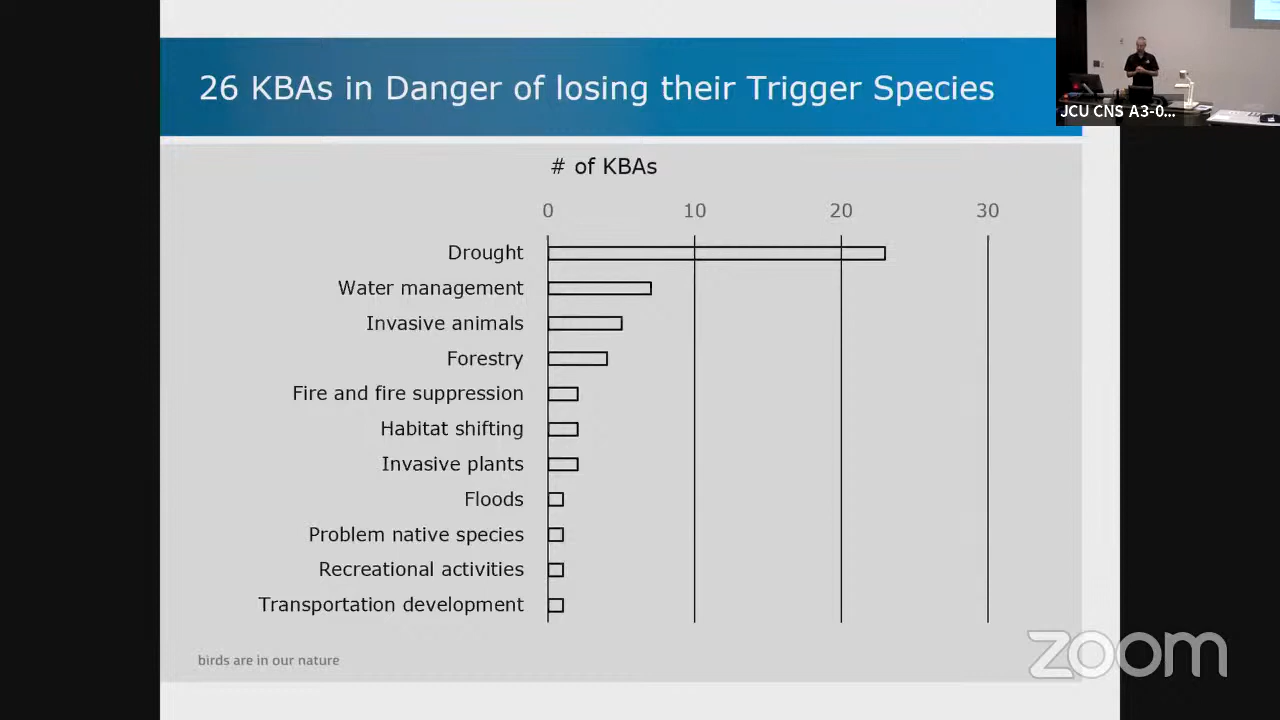 26 KBAs in Danger of losing their Trigger Species
JCU CNS A3-0...
# of KBAs
0 10 20 30
Drought
Water management
Invasive animals
Forestry
Fire and fire suppression
Habitat shifting
Invasive plants
Floods
Problem native species
Recreational activities
Transportation development
birds are in our nature
zoom